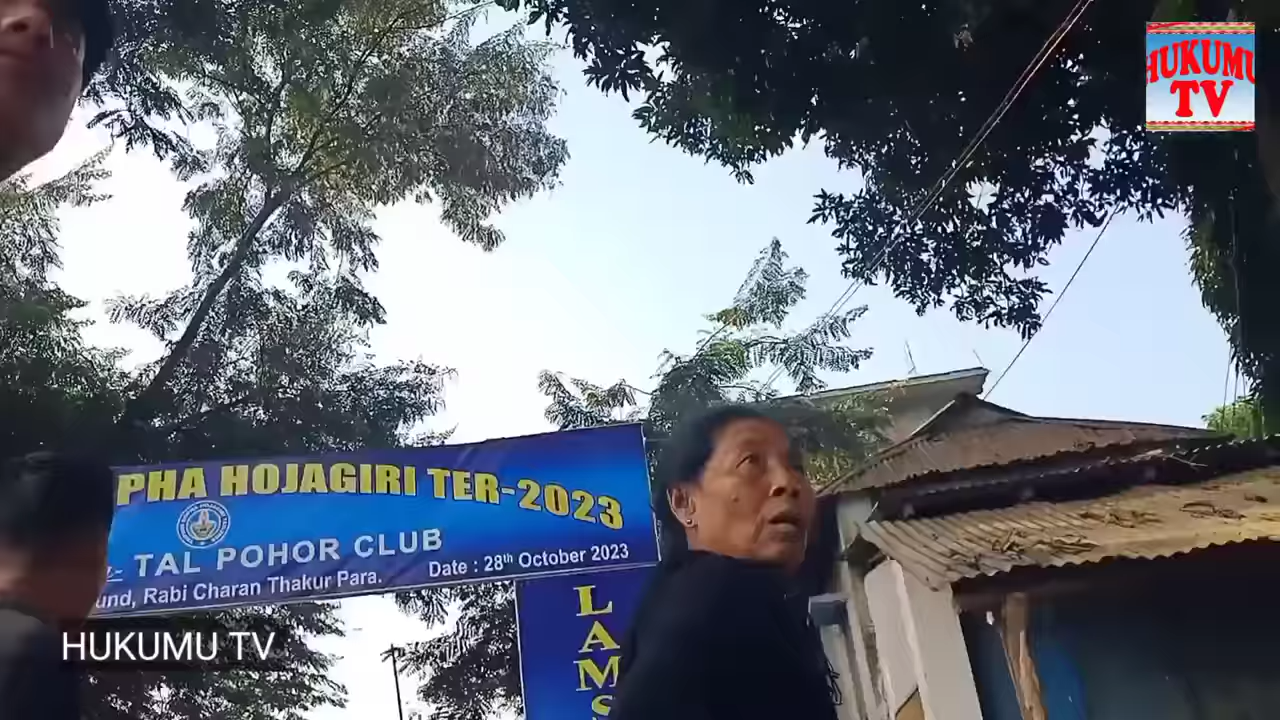 HUKUMU
TV
PHA HOJAGIRI TER-2023
TAL POHOR CLUB
Rabi Charan Thakur Para.
Date : 28th October 2023
LAMS
HUKUMU TV